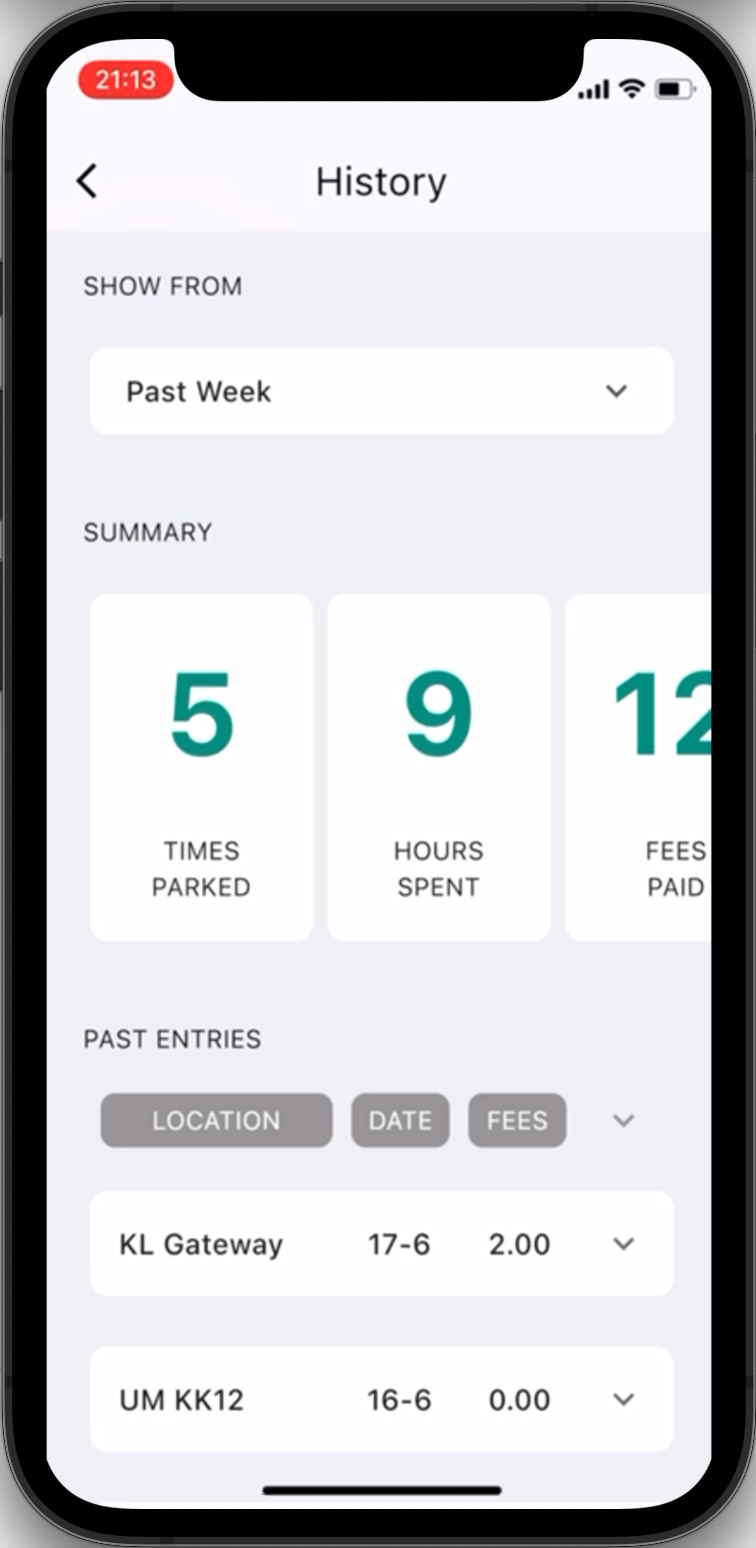 21:13
History
SHOW FROM
Past Week
SUMMARY
5 9 12
TIMES HOURS FEES
PARKED SPENT PAID
PAST ENTRIES
LOCATION DATE FEES
KL Gateway 17-6 2.00
UM KK12 16-6 0.00